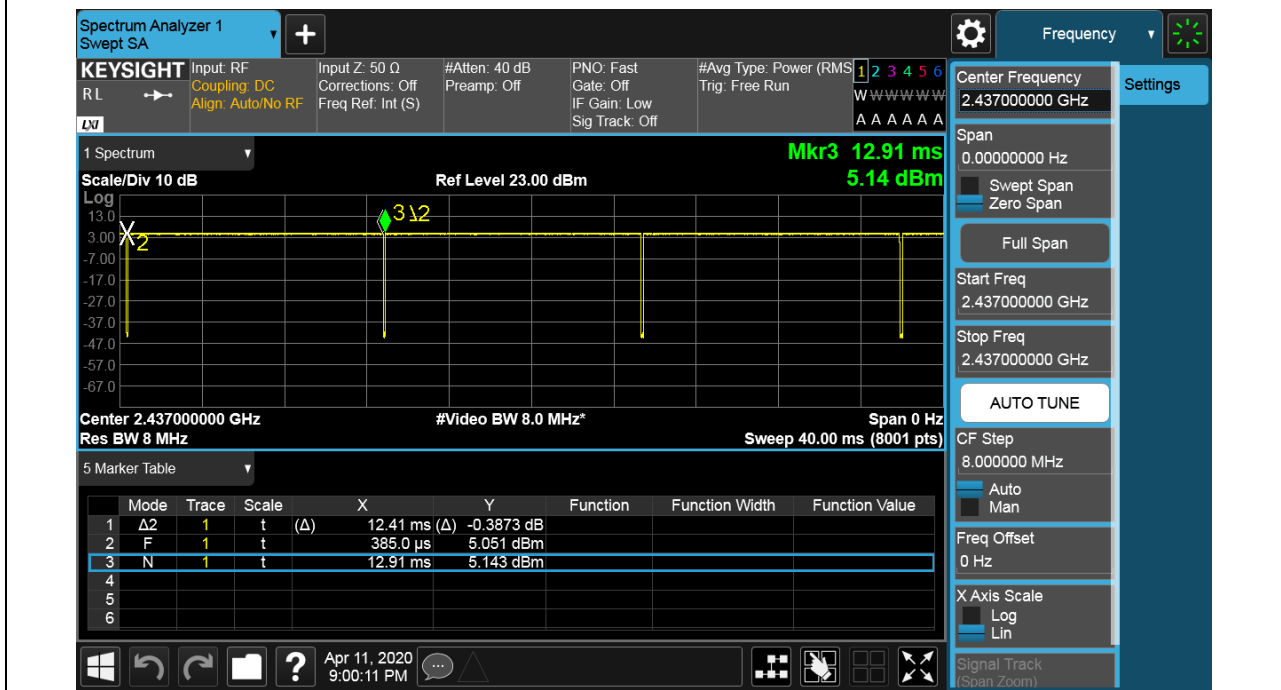 Spectrum Analyzer 1
Swept SA
Frequency
KEYSIGHT
RL
LXI
Input: RF
Coupling: DC
Align: Auto/No RF
Input Z: 50 Ω
Corrections: Off
Freq Ref: Int (S)
#Atten: 40 dB
Preamp: Off
PNO: Fast
Gate: Off
IF Gain: Low
Sig Track: Off
#Avg Type: Power (RMS
Trig: Free Run
1 2 3 4 5 6
W W W W W W
A A A A A A
1 Spectrum
Mkr3 12.91 ms
5.14 dBm
Scale/Div 10 dB
Ref Level 23.00 dBm
Log
13.0
3.00
-7.00
-17.0
-27.0
-37.0
-47.0
-57.0
-67.0
2
3 1Δ2
Center 2.437000000 GHz
#Video BW 8.0 MHz*
Span 0 Hz
Res BW 8 MHz
Sweep 40.00 ms (8001 pts)
5 Marker Table
Mode Trace Scale X Y Function Function Width Function Value
1 Δ2 1 t (Δ) 12.41 ms (Δ) -0.3873 dB
2 F 1 t 385.0 µs 5.051 dBm
3 N 1 t 12.91 ms 5.143 dBm
4
5
6
Apr 11, 2020
9:00:11 PM
Center Frequency
2.437000000 GHz
Settings
Span
0.00000000 Hz
Swept Span
Zero Span
Full Span
Start Freq
2.437000000 GHz
Stop Freq
2.437000000 GHz
AUTO TUNE
CF Step
8.000000 MHz
Auto
Man
Freq Offset
0 Hz
X Axis Scale
Log
Lin
Signal Track
(Span Zoom)